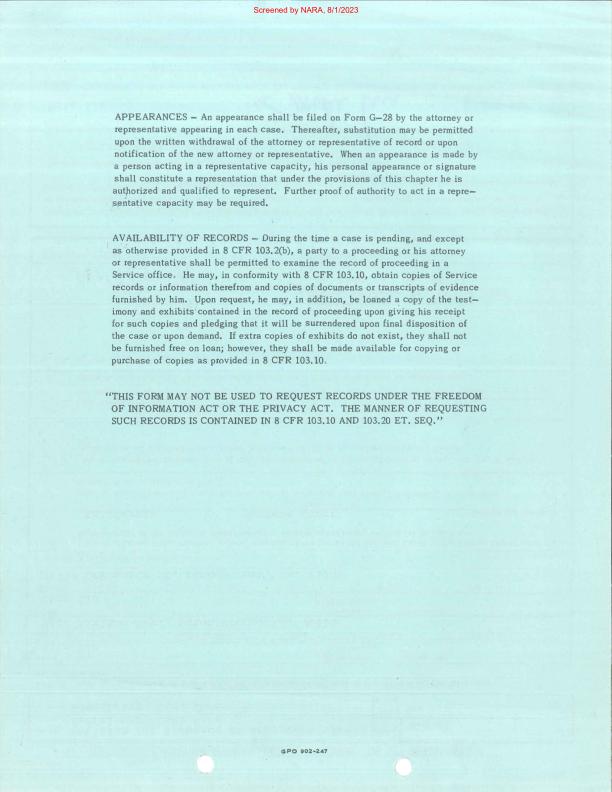 Screened by NARA, 8/1/2023
APPEARANCES — An appearance shall be filed on Form G—28 by the attorney or
representative appearing in each case. Thereafter, substitution may be permitted
upon the written withdrawal of the attorney or representative of record or upon
notification of the new attorney or representative. When an appearance is made by
a person acting in a representative capacity, his personal appearance or signature
shall constitute a representation that under the provisions of this chapter he is
authorized and qualified to represent. Further proof of authority to act in a repre—
sentative capacity may be required.
AVAILABILITY OF RECORDS — During the time a case is pending, and except
as otherwise provided in 8 CFR 103.2(b), a party to a proceeding or his attorney
or representative shall be permitted to examine the record of proceeding in a
Service office. He may, in conformity with 8 CFR 103.10, obtain copies of Service
records or information therefrom and copies of documents or transcripts of evidence
furnished by him. Upon request, he may, in addition, be loaned a copy of the test—
imony and exhibits contained in the record of proceeding upon giving his receipt
for such copies and pledging that it will be surrendered upon final disposition of
the case or upon demand. If extra copies of exhibits do not exist, they shall not
be furnished free on loan; however, they shall be made available for copying or
purchase of copies as provided in 8 CFR 103.10.
"THIS FORM MAY NOT BE USED TO REQUEST RECORDS UNDER THE FREEDOM
OF INFORMATION ACT OR THE PRIVACY ACT. THE MANNER OF REQUESTING
SUCH RECORDS IS CONTAINED IN 8 CFR 103.10 AND 103.20 ET. SEQ."
GPO 902-247